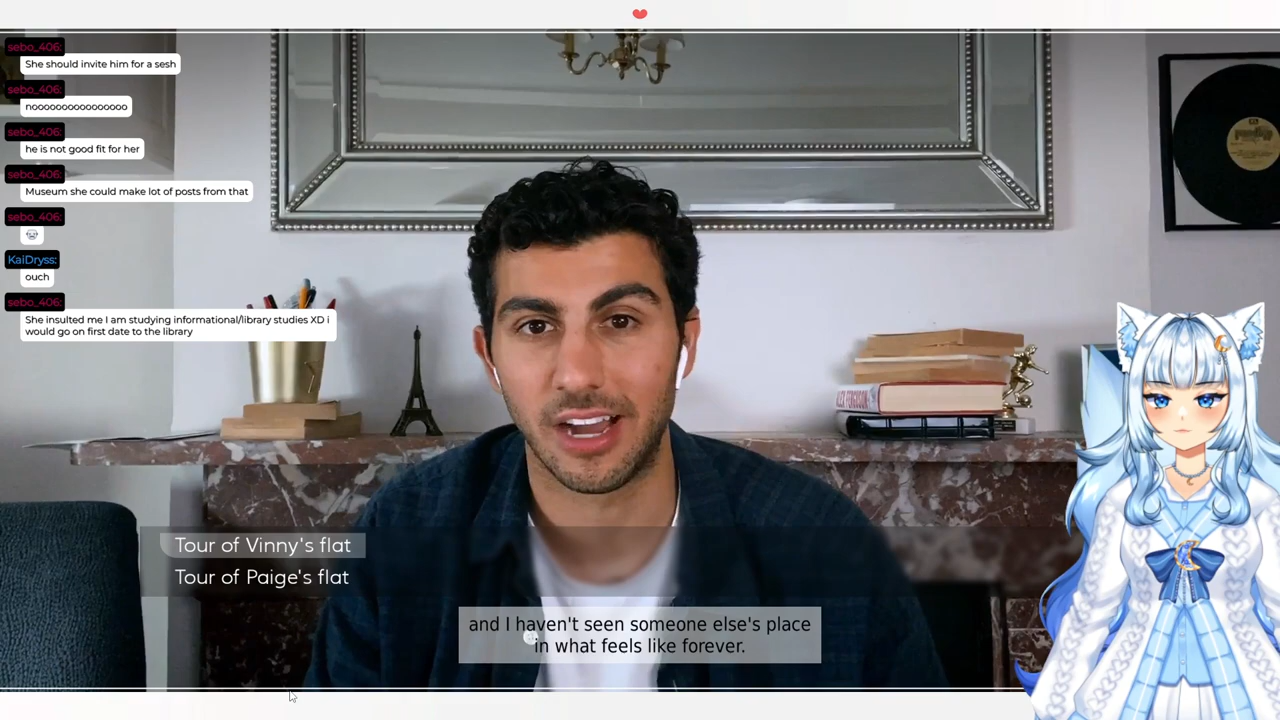 sebo_406:
She should invite him for a sesh
sebo_406:
noooooooooooooooo
sebo_406:
he is not good fit for her
sebo_406:
Museum she could make lot of posts from that
sebo_406:
KaiDryss:
ouch
sebo_406:
She insulted me I am studying informational/library studies XD i
would go on first date to the library
ALEX FERGUSON
Tour of Vinny's flat
Tour of Paige's flat
and I haven't seen someone else's place
in what feels like forever.